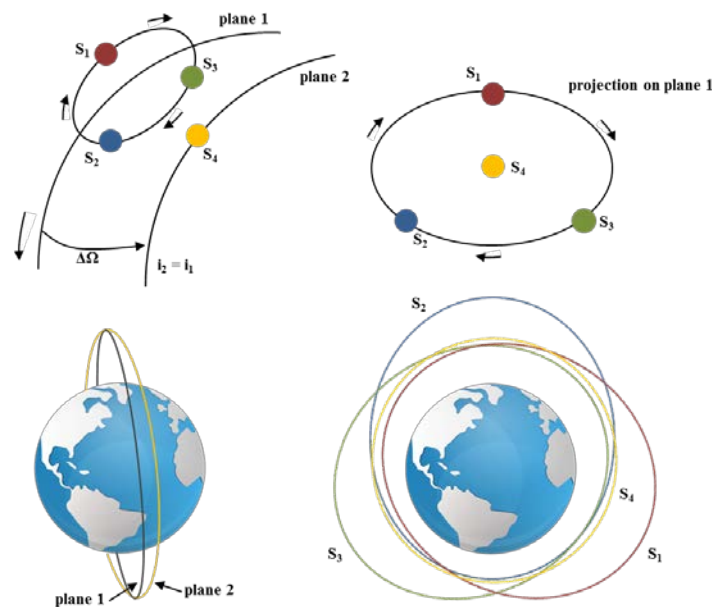 plane 1
S₁
S₃
plane 2
S₂
S₄
ΔΩ
i₂ = i₁
S₁
projection on plane 1
S₄
S₂
S₃
plane 1
plane 2
S₂
S₄
S₃
S₁